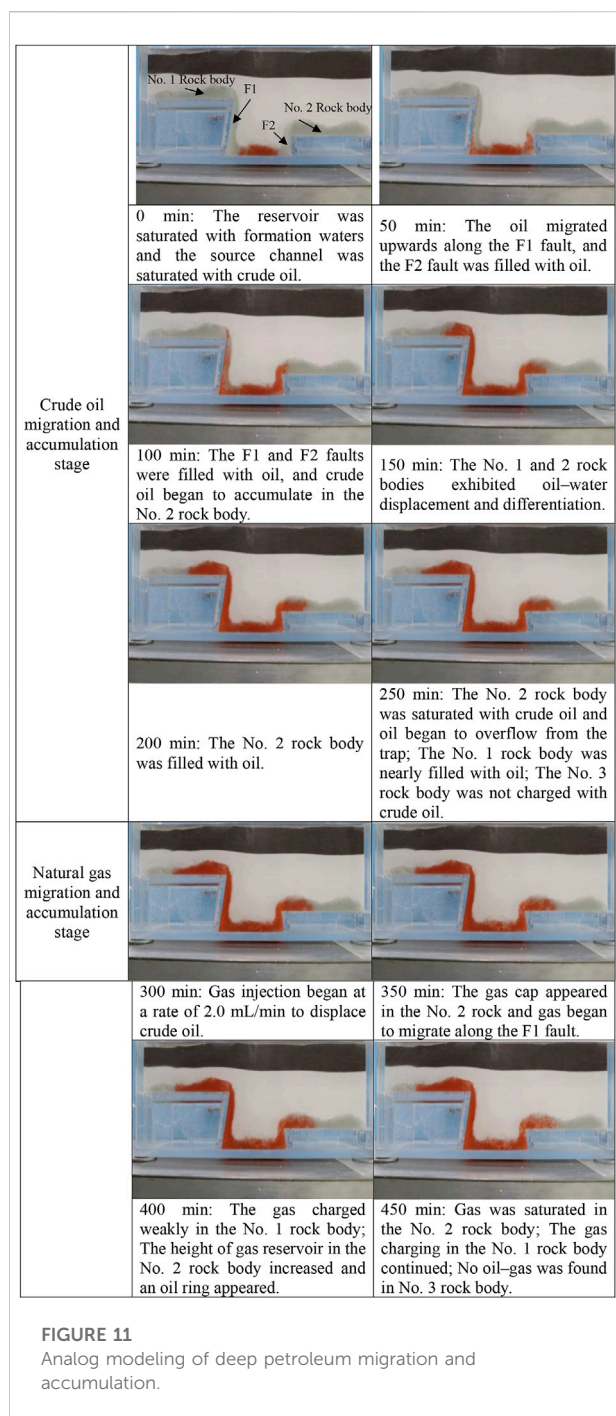 No. 1 Rock body
F1
No. 2 Rock body
F2
0 min: The reservoir was
saturated with formation waters
and the source channel was
saturated with crude oil.
50 min: The oil migrated
upwards along the F1 fault, and
the F2 fault was filled with oil.
Crude oil
migration and
accumulation
stage
100 min: The F1 and F2 faults
were filled with oil, and crude
oil began to accumulate in the
No. 2 rock body.
150 min: The No. 1 and 2 rock
bodies exhibited oil–water
displacement and differentiation.
200 min: The No. 2 rock body
was filled with oil.
250 min: The No. 2 rock body
was saturated with crude oil and
oil began to overflow from the
trap; The No. 1 rock body was
nearly filled with oil; The No. 3
rock body was not charged with
crude oil.
Natural gas
migration and
accumulation
stage
300 min: Gas injection began at
a rate of 2.0 mL/min to displace
crude oil.
350 min: The gas cap appeared
in the No. 2 rock and gas began
to migrate along the F1 fault.
400 min: The gas charged
weakly in the No. 1 rock body;
The height of gas reservoir in the
No. 2 rock body increased and
an oil ring appeared.
450 min: Gas was saturated in
the No. 2 rock body; The gas
charging in the No. 1 rock body
continued; No oil–gas was found
in No. 3 rock body.
FIGURE 11
Analog modeling of deep petroleum migration and
accumulation.